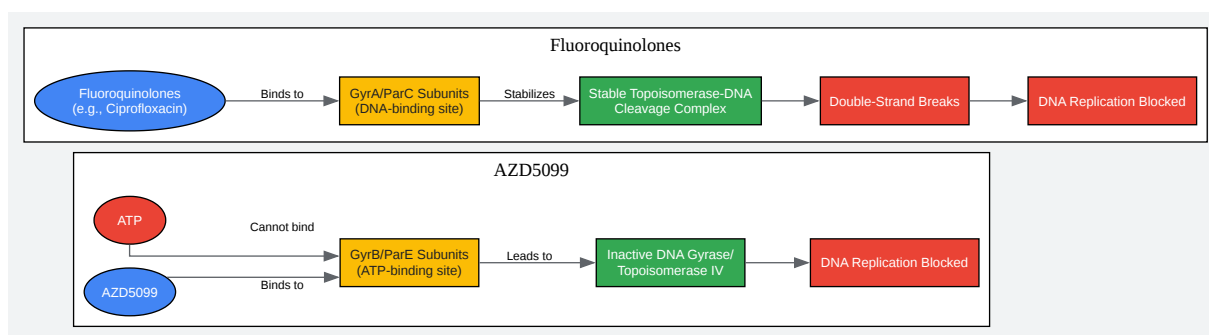 Fluoroquinolones
Fluoroquinolones
(e.g., Ciprofloxacin)
Binds to
GyrA/ParC Subunits
(DNA-binding site)
Stabilizes
Stable Topoisomerase-DNA
Cleavage Complex
Double-Strand Breaks
DNA Replication Blocked
AZD5099
ATP
Cannot bind
AZD5099
Binds to
GyrB/ParE Subunits
(ATP-binding site)
Leads to
Inactive DNA Gyrase/
Topoisomerase IV
DNA Replication Blocked